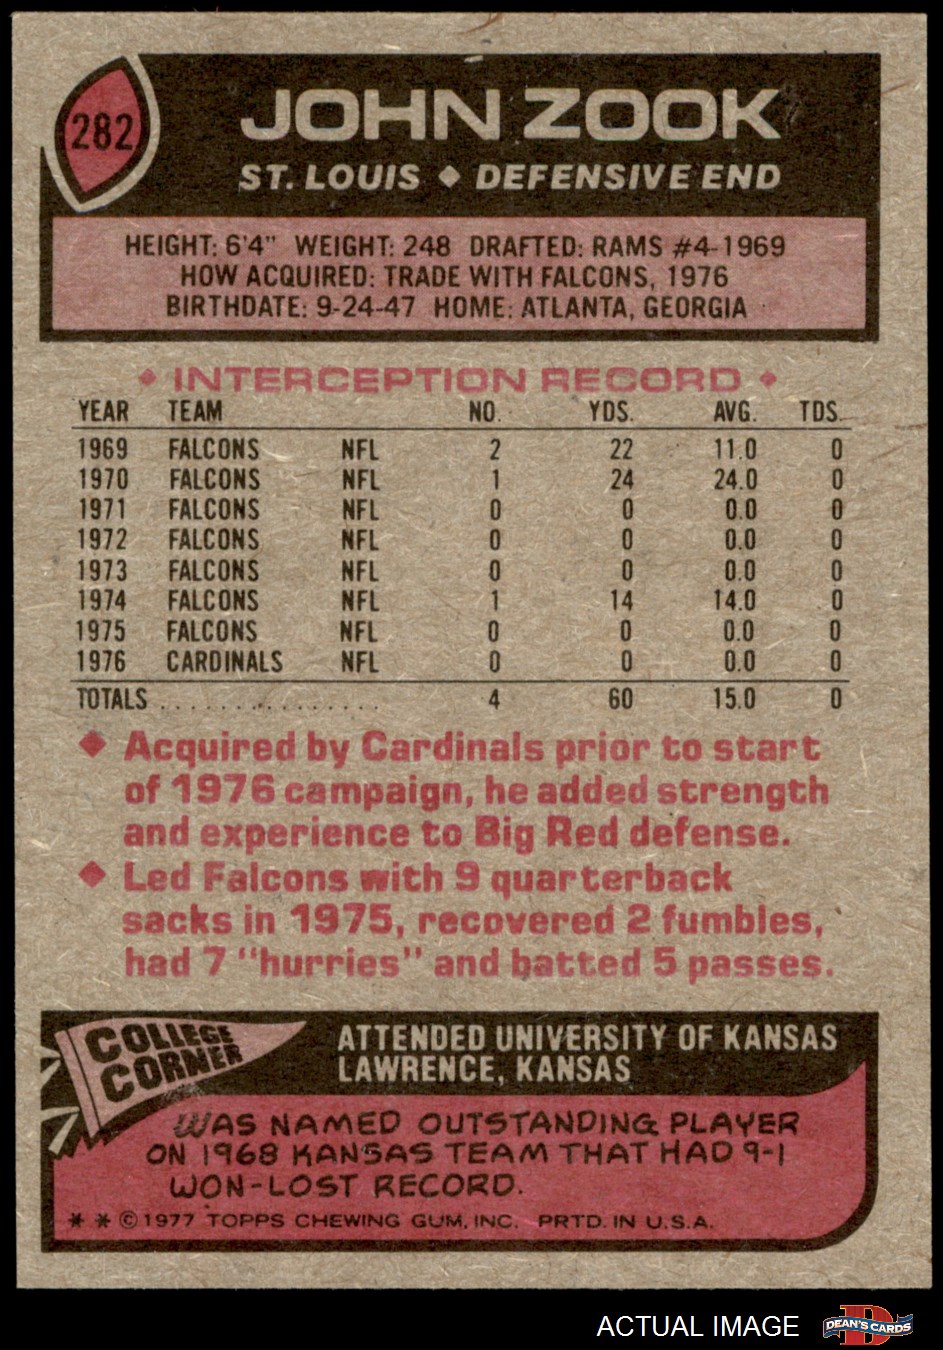 282
JOHN ZOOK
ST. LOUIS ◆ DEFENSIVE END
HEIGHT: 6'4" WEIGHT: 248 DRAFTED: RAMS #4-1969
HOW ACQUIRED: TRADE WITH FALCONS, 1976
BIRTHDATE: 9-24-47 HOME: ATLANTA, GEORGIA
◆ INTERCEPTION RECORD ◆
YEAR TEAM NO. YDS. AVG. TDS.
1969 FALCONS NFL 2 22 11.0 0
1970 FALCONS NFL 1 24 24.0 0
1971 FALCONS NFL 0 0 0.0 0
1972 FALCONS NFL 0 0 0.0 0
1973 FALCONS NFL 0 0 0.0 0
1974 FALCONS NFL 1 14 14.0 0
1975 FALCONS NFL 0 0 0.0 0
1976 CARDINALS NFL 0 0 0.0 0
TOTALS . . . . . . . . . . . . . . . 4 60 15.0 0
◆ Acquired by Cardinals prior to start
of 1976 campaign, he added strength
and experience to Big Red defense.
◆ Led Falcons with 9 quarterback
sacks in 1975, recovered 2 fumbles,
had 7 "hurries" and batted 5 passes.
COLLEGE
CORNER
ATTENDED UNIVERSITY OF KANSAS
LAWRENCE, KANSAS
WAS NAMED OUTSTANDING PLAYER
ON 1968 KANSAS TEAM THAT HAD 9-1
WON-LOST RECORD.
* * © 1977 TOPPS CHEWING GUM, INC. PRTD. IN U.S.A.
ACTUAL IMAGE
D
DEAN'S CARDS